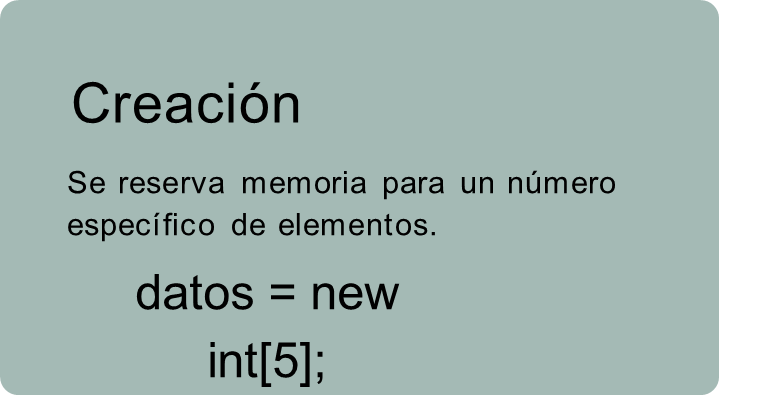 Creación
Se reserva memoria para un número
específico de elementos.
datos = new
int[5];